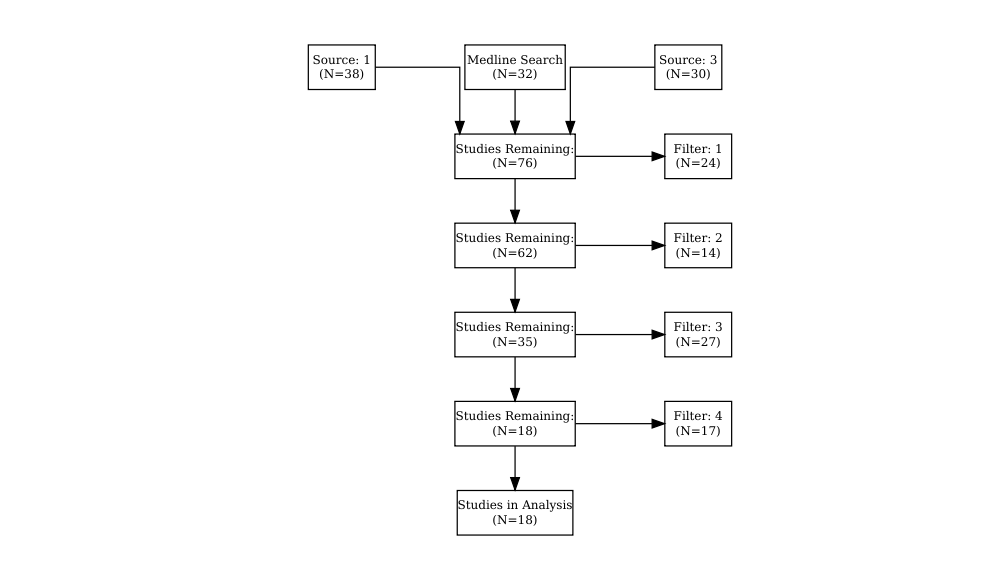 Source: 1
(N=38)
Medline Search
(N=32)
Source: 3
(N=30)
Studies Remaining:
(N=76)
Filter: 1
(N=24)
Studies Remaining:
(N=62)
Filter: 2
(N=14)
Studies Remaining:
(N=35)
Filter: 3
(N=27)
Studies Remaining:
(N=18)
Filter: 4
(N=17)
Studies in Analysis
(N=18)